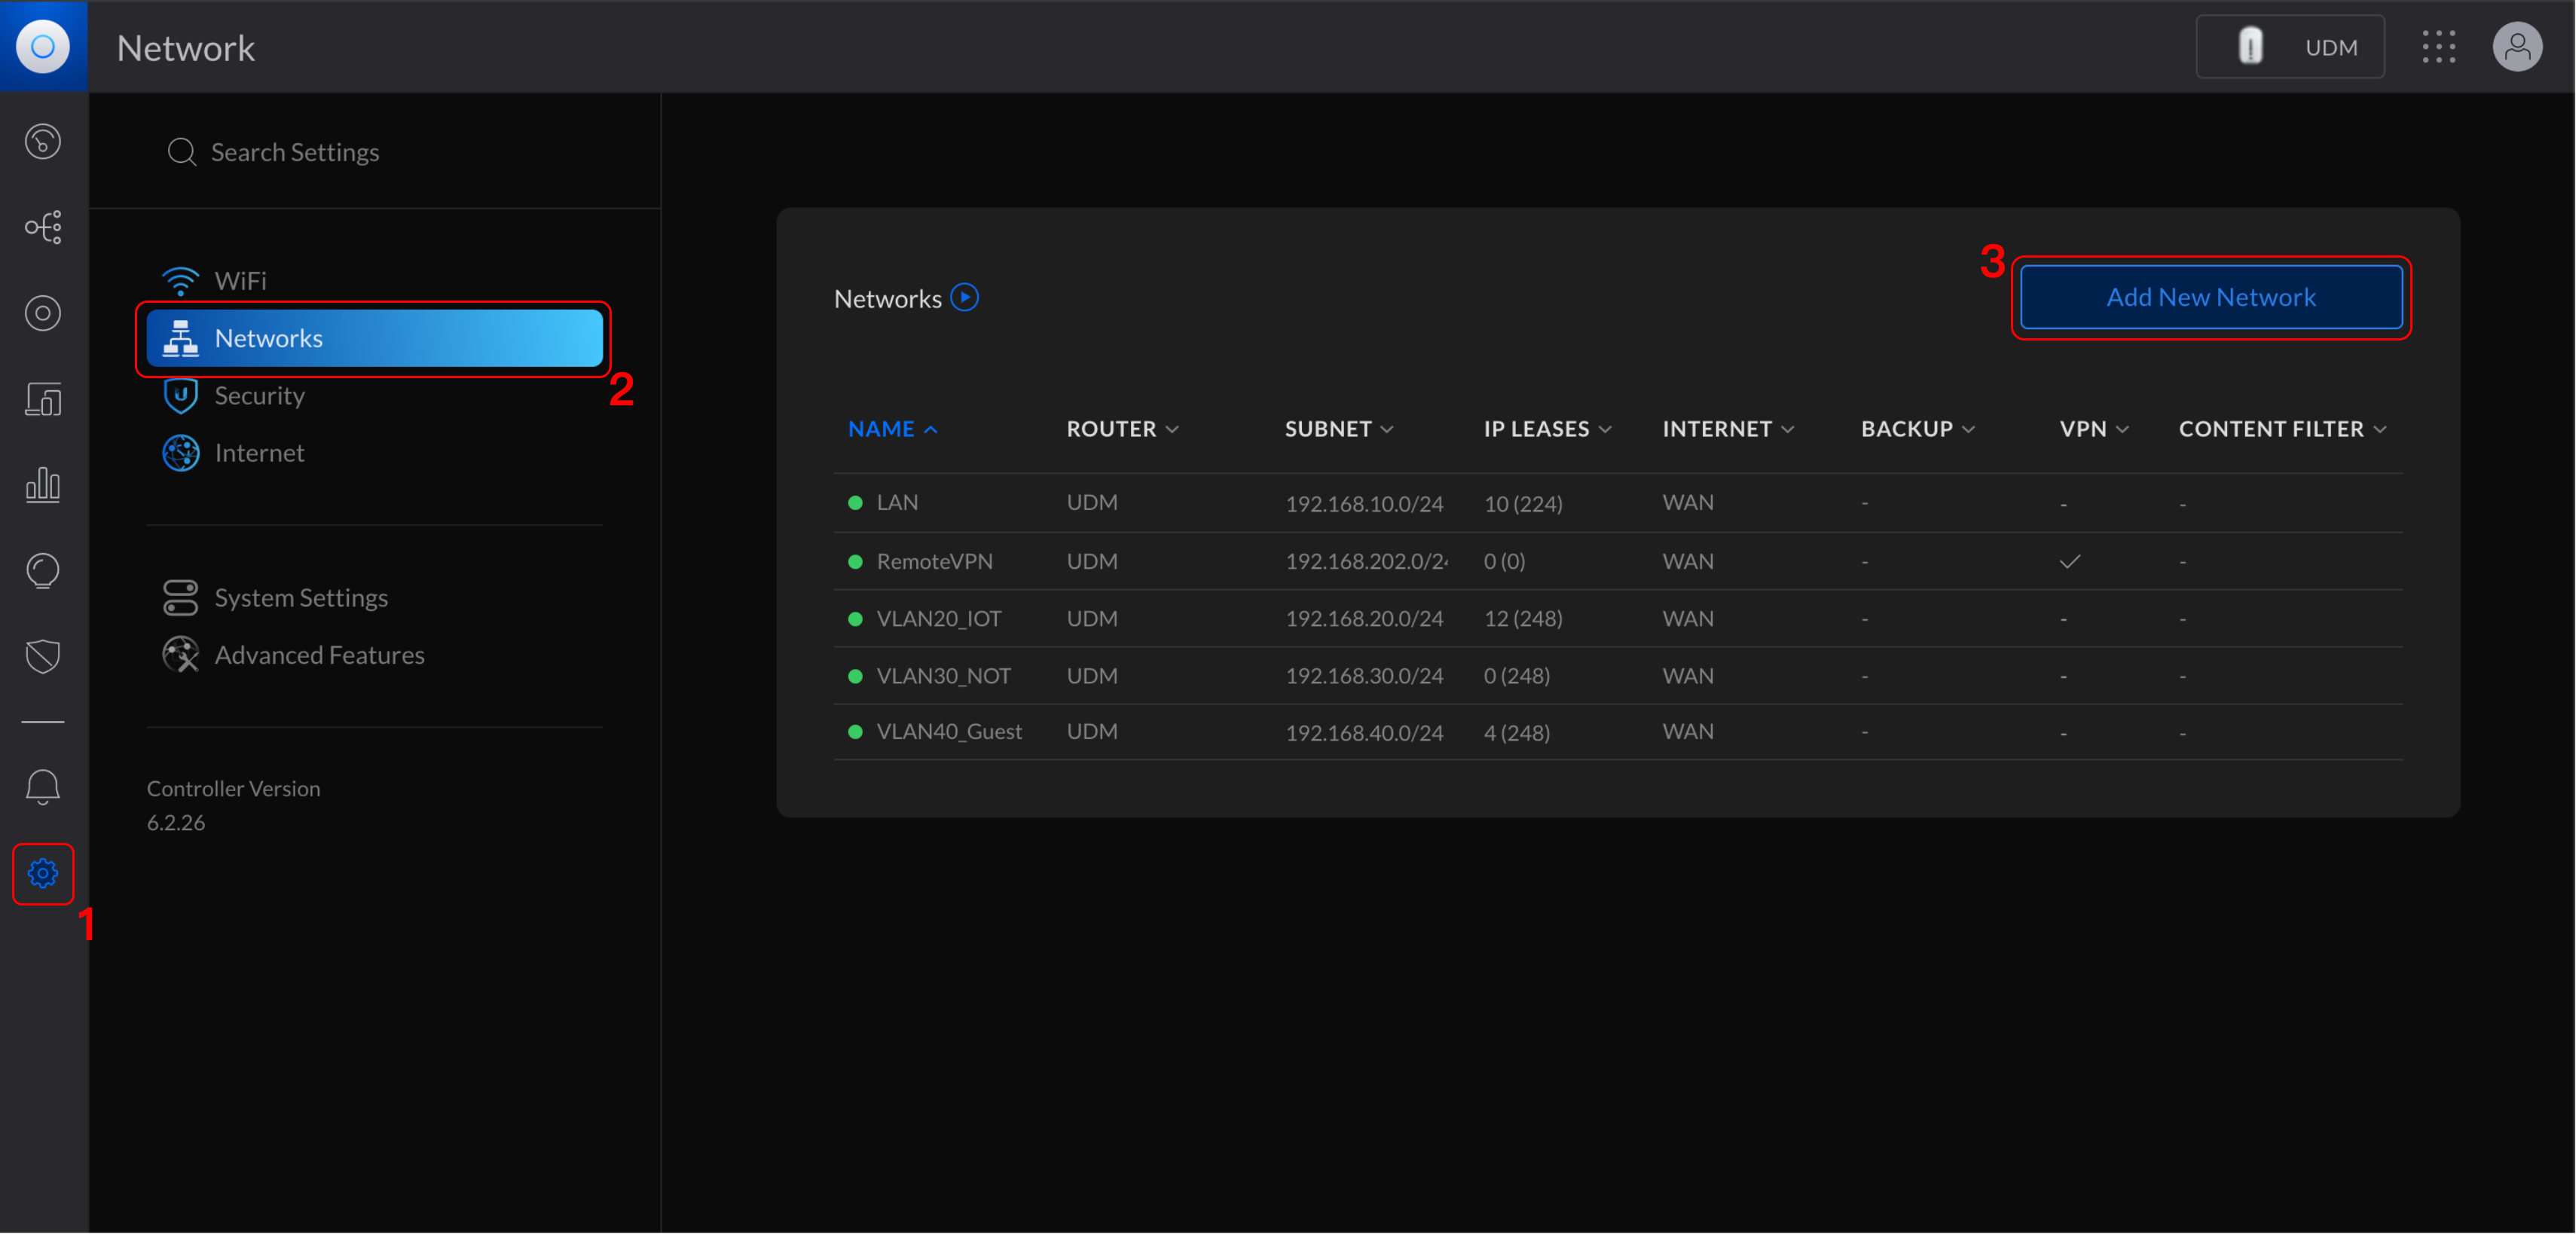 Network
UDM
Search Settings
WiFi
Networks
2
Security
Internet
System Settings
Advanced Features
Controller Version
6.2.26
1
Networks
3
Add New Network
NAME ROUTER SUBNET IP LEASES INTERNET BACKUP VPN CONTENT FILTER
LAN UDM 192.168.10.0/24 10 (224) WAN - - -
RemoteVPN UDM 192.168.202.0/2 0 (0) WAN - -
VLAN20_IOT UDM 192.168.20.0/24 12 (248) WAN - - -
VLAN30_NOT UDM 192.168.30.0/24 0 (248) WAN - - -
VLAN40_Guest UDM 192.168.40.0/24 4 (248) WAN - - -